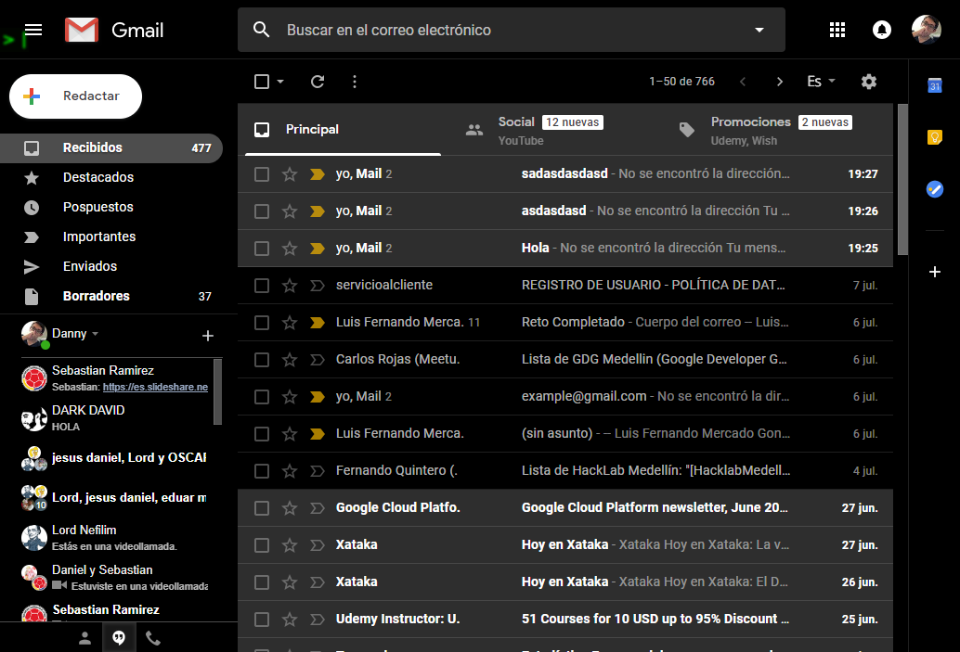 Gmail
Buscar en el correo electrónico
Redactar
1–50 de 766
Es
31
Recibidos 477
Destacados
Pospuestos
Importantes
Enviados
Borradores 37
Danny
Sebastian Ramirez
Sebastian: https://es.slideshare.ne
DARK DAVID
HOLA
jesus daniel, Lord y OSCAR
Lord, jesus daniel, eduar m
10
Lord Nefilim
Estás en una videollamada.
Daniel y Sebastian
Estuviste en una videollamada
Sebastian Ramirez
Principal
Social 12 nuevas
YouTube
Promociones 2 nuevas
Udemy, Wish
yo, Mail 2 sadasdasdasd - No se encontró la dirección... 19:27
yo, Mail 2 asdasdasd - No se encontró la dirección Tu ... 19:26
yo, Mail 2 Hola - No se encontró la dirección Tu mens... 19:25
servicioalcliente REGISTRO DE USUARIO - POLÍTICA DE DAT... 7 jul.
Luis Fernando Merca. 11 Reto Completado - Cuerpo del correo -- Luis... 6 jul.
Carlos Rojas (Meetu. Lista de GDG Medellin (Google Developer G... 6 jul.
yo, Mail 2 example@gmail.com - No se encontró la dir... 6 jul.
Luis Fernando Merca. (sin asunto) - -- Luis Fernando Mercado Gon... 6 jul.
Fernando Quintero (. Lista de HackLab Medellín: "[HacklabMedell... 4 jul.
Google Cloud Platfo. Google Cloud Platform newsletter, June 20... 27 jun.
Xataka Hoy en Xataka - Xataka Hoy en Xataka: La v... 27 jun.
Xataka Hoy en Xataka - Xataka Hoy en Xataka: El D... 26 jun.
Udemy Instructor: U. 51 Courses for 10 USD up to 95% Discount ... 25 jun.